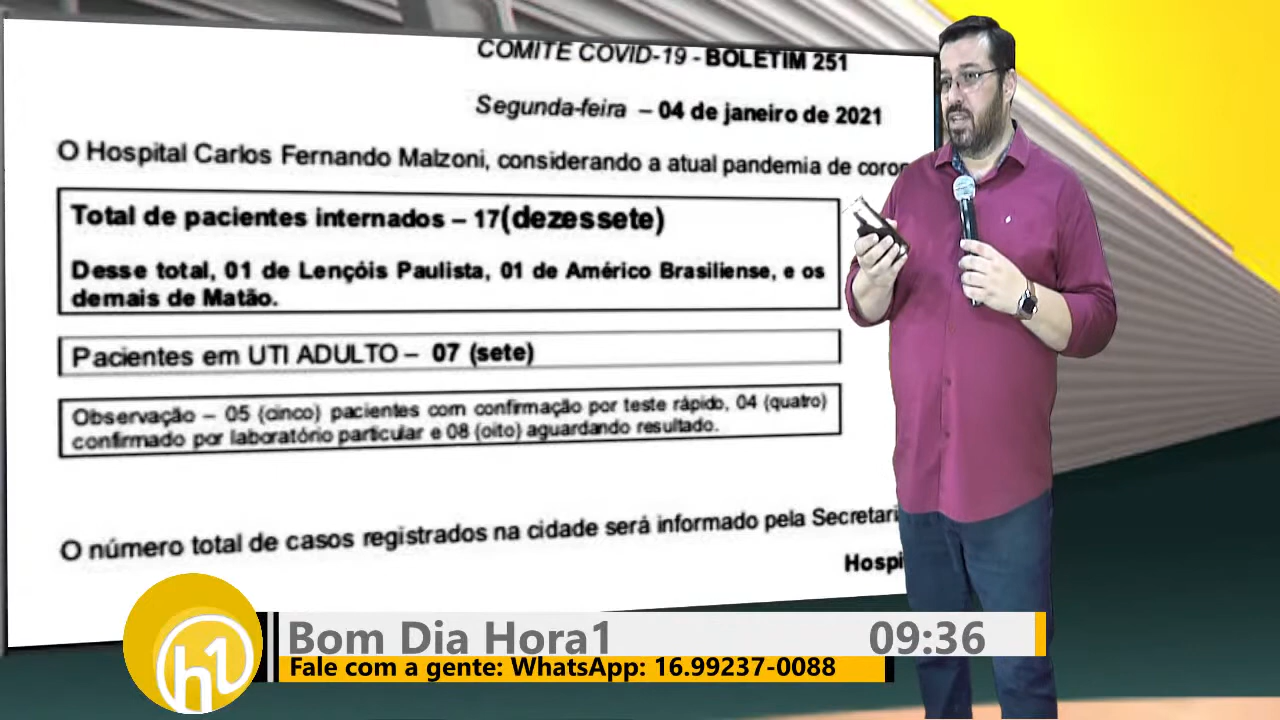 COMITE COVID-19 - BOLETIM 251
Segunda-feira – 04 de janeiro de 2021
O Hospital Carlos Fernando Malzoni, considerando a atual pandemia de
Total de pacientes internados – 17(dezessete)
Desse total, 01 de Lençóis Paulista, 01 de Américo Brasiliense, e os
demais de Matão.
Pacientes em UTI ADULTO – 07 (sete)
Observação – 05 (cinco) pacientes com confirmação por teste rápido, 04 (quatro)
confirmado por laboratório particular e 08 (oito) aguardando resultado.
O número total de casos registrados na cidade será informado pela
h1
Bom Dia Hora1
09:36
Fale com a gente: WhatsApp: 16.99237-0088